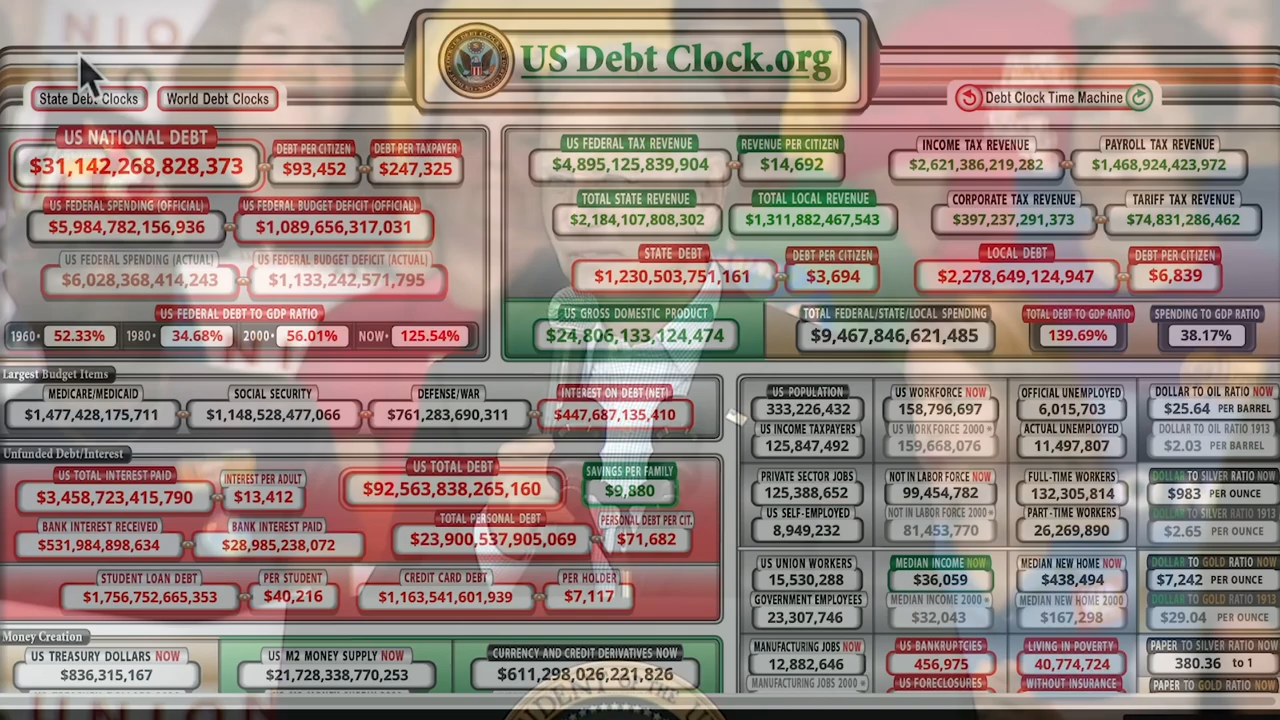 NIO
US Debt Clock.org
State Debt Clocks
World Debt Clocks
Debt Clock Time Machine
US NATIONAL DEBT
$31,142,268,828,373
DEBT PER CITIZEN
$93,452
DEBT PER TAXPAYER
$247,325
US FEDERAL SPENDING (OFFICIAL)
$5,984,782,156,936
US FEDERAL BUDGET DEFICIT (OFFICIAL)
$1,089,656,317,031
US FEDERAL SPENDING (ACTUAL)
$6,028,368,414,243
US FEDERAL BUDGET DEFICIT (ACTUAL)
$1,133,242,571,795
US FEDERAL DEBT TO GDP RATIO
1960• 52.33% 1980• 34.68% 2000• 56.01% NOW• 125.54%
US FEDERAL TAX REVENUE
$4,895,125,839,904
REVENUE PER CITIZEN
$14,692
INCOME TAX REVENUE
$2,621,386,219,282
PAYROLL TAX REVENUE
$1,468,924,423,972
TOTAL STATE REVENUE
$2,184,107,808,302
TOTAL LOCAL REVENUE
$1,311,882,467,543
CORPORATE TAX REVENUE
$397,237,291,373
TARIFF TAX REVENUE
$74,831,286,462
STATE DEBT
$1,230,503,751,161
DEBT PER CITIZEN
$3,694
LOCAL DEBT
$2,278,649,124,947
DEBT PER CITIZEN
$6,839
US GROSS DOMESTIC PRODUCT
$24,806,133,124,474
TOTAL FEDERAL/STATE/LOCAL SPENDING
$9,467,846,621,485
TOTAL DEBT TO GDP RATIO
139.69%
SPENDING TO GDP RATIO
38.17%
Largest Budget Items
MEDICARE/MEDICAID
$1,477,428,175,711
SOCIAL SECURITY
$1,148,528,477,066
DEFENSE/WAR
$761,283,690,311
INTEREST ON DEBT (NET)
$447,687,135,410
Unfunded Debt/Interest
US TOTAL INTEREST PAID
$3,458,723,415,790
INTEREST PER ADULT
$13,412
US TOTAL DEBT
$92,563,838,265,160
SAVINGS PER FAMILY
$9,880
BANK INTEREST RECEIVED
$531,984,898,634
BANK INTEREST PAID
$28,985,238,072
TOTAL PERSONAL DEBT
$23,900,537,905,069
PERSONAL DEBT PER CIT.
$71,682
STUDENT LOAN DEBT
$1,756,752,665,353
PER STUDENT
$40,216
CREDIT CARD DEBT
$1,163,541,601,939
PER HOLDER
$7,117
Money Creation
US TREASURY DOLLARS NOW
$836,315,167
US M2 MONEY SUPPLY NOW
$21,728,338,770,253
CURRENCY AND CREDIT DERIVATIVES NOW
$611,298,026,221,826
US POPULATION
333,226,432
US INCOME TAXPAYERS
125,847,492
US WORKFORCE NOW
158,796,697
US WORKFORCE 2000
159,668,076
OFFICIAL UNEMPLOYED
6,015,703
ACTUAL UNEMPLOYED
11,497,807
DOLLAR TO OIL RATIO NOW
$25.64 PER BARREL
DOLLAR TO OIL RATIO 1913
$2.03 PER BARREL
PRIVATE SECTOR JOBS
125,388,652
US SELF-EMPLOYED
8,949,232
NOT IN LABOR FORCE NOW
99,454,782
NOT IN LABOR FORCE 2000
81,453,770
FULL-TIME WORKERS
132,305,814
PART-TIME WORKERS
26,269,890
DOLLAR TO SILVER RATIO NOW
$983 PER OUNCE
DOLLAR TO SILVER RATIO 1913
$2.65 PER OUNCE
US UNION WORKERS
15,530,288
GOVERNMENT EMPLOYEES
23,307,746
MEDIAN INCOME NOW
$36,059
MEDIAN INCOME 2000
$32,043
MEDIAN NEW HOME NOW
$438,494
MEDIAN NEW HOME 2000
$167,298
DOLLAR TO GOLD RATIO NOW
$7,242 PER OUNCE
DOLLAR TO GOLD RATIO 1913
$29.04 PER OUNCE
MANUFACTURING JOBS NOW
12,882,646
MANUFACTURING JOBS 2000
US BANKRUPTCIES
456,975
US FORECLOSURES
LIVING IN POVERTY
40,774,724
WITHOUT INSURANCE
PAPER TO SILVER RATIO NOW
380.36 to 1
PAPER TO GOLD RATIO NOW